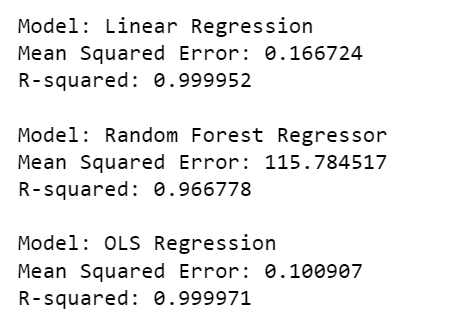 Model: Linear Regression
Mean Squared Error: 0.166724
R-squared: 0.999952
Model: Random Forest Regressor
Mean Squared Error: 115.784517
R-squared: 0.966778
Model: OLS Regression
Mean Squared Error: 0.100907
R-squared: 0.999971